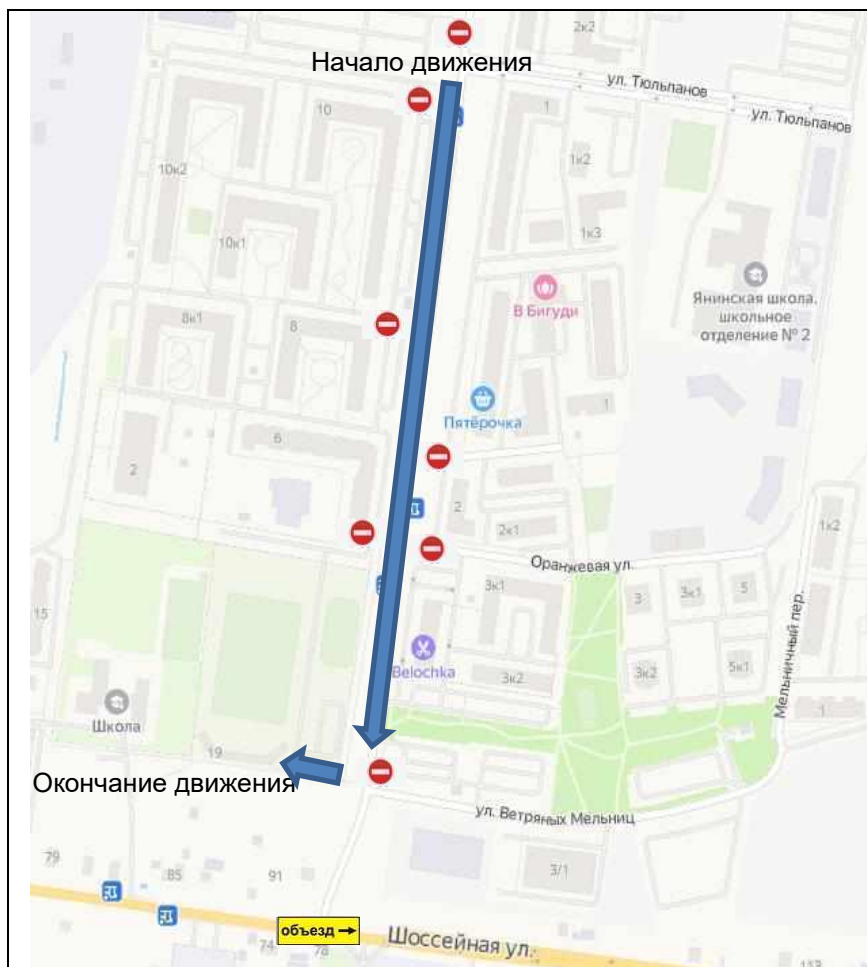 2к2
Начало движения
ул. Тюльпанов
ул. Тюльпанов
10
1
10к2
1к2
1к3
10к1
В Бигуди
Янинская школа,
школьное
отделение № 2
8к1
8
Пятёрочка
1
6
2
2
2к1
1к2
Оранжевая ул.
3к1
3
3к1
5
15
Мельничный пер.
Belochka
3к2
3к2
5к1
Школа
1
19
Окончание движения
ул. Ветряных Мельниц
79
85
91
3/1
объезд →
Шоссейная ул.
74
78
113